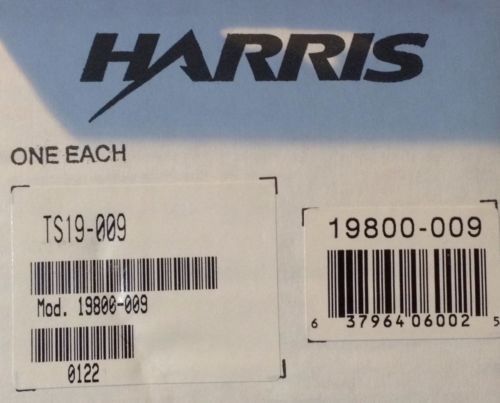 HARRIS
ONE EACH
TS19-009
Mod. 19800-009
0122
19800-009
6 37964 06002 5